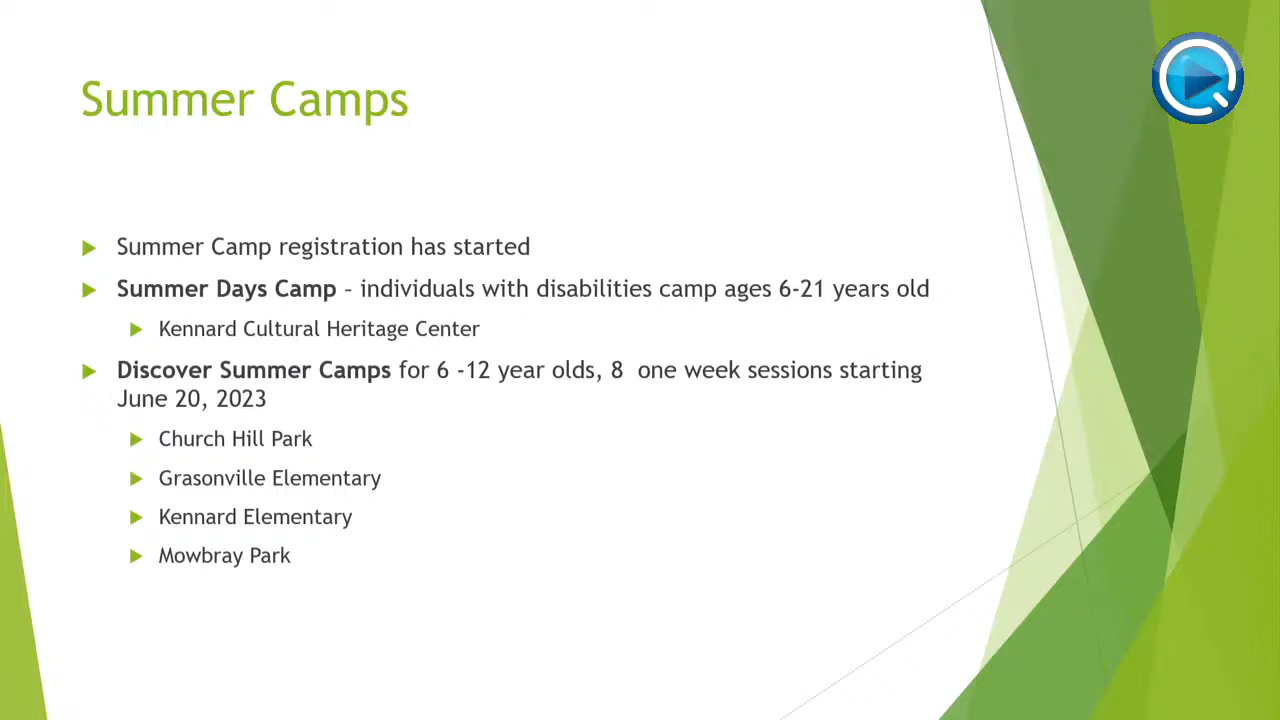 Summer Camps
Summer Camp registration has started
Summer Days Camp – individuals with disabilities camp ages 6-21 years old
Kennard Cultural Heritage Center
Discover Summer Camps for 6 -12 year olds, 8  one week sessions starting
June 20, 2023
Church Hill Park
Grasonville Elementary
Kennard Elementary
Mowbray Park